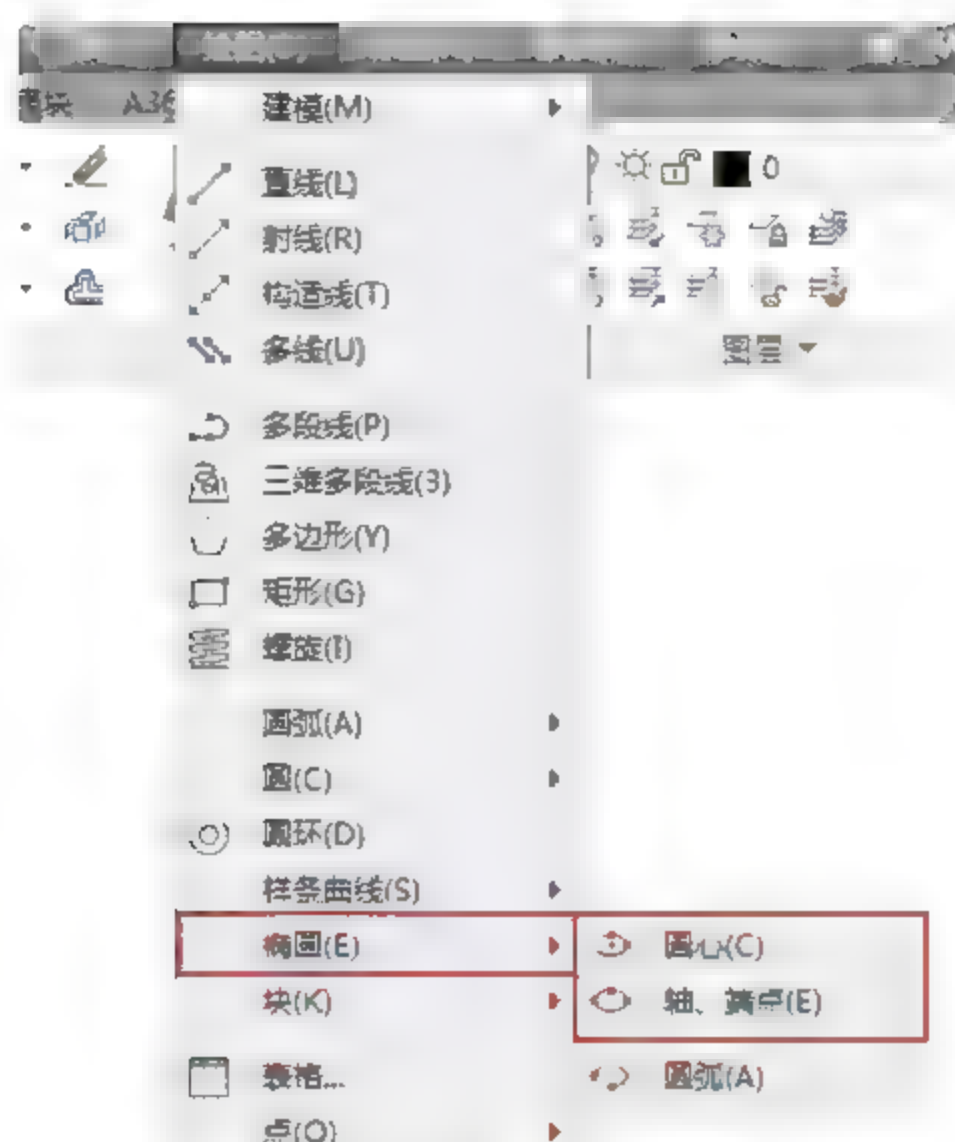 A36
0
建模(M)
直线(L)
射线(R)
构造线(T)
多线(U)
图层
多段线(P)
三维多段线(3)
多边形(Y)
矩形(G)
螺旋(I)
圆弧(A)
圆(C)
圆环(D)
样条曲线(S)
椭圆(E)
圆心(C)
块(K)
轴、端点(E)
表格...
圆弧(A)
点(O)